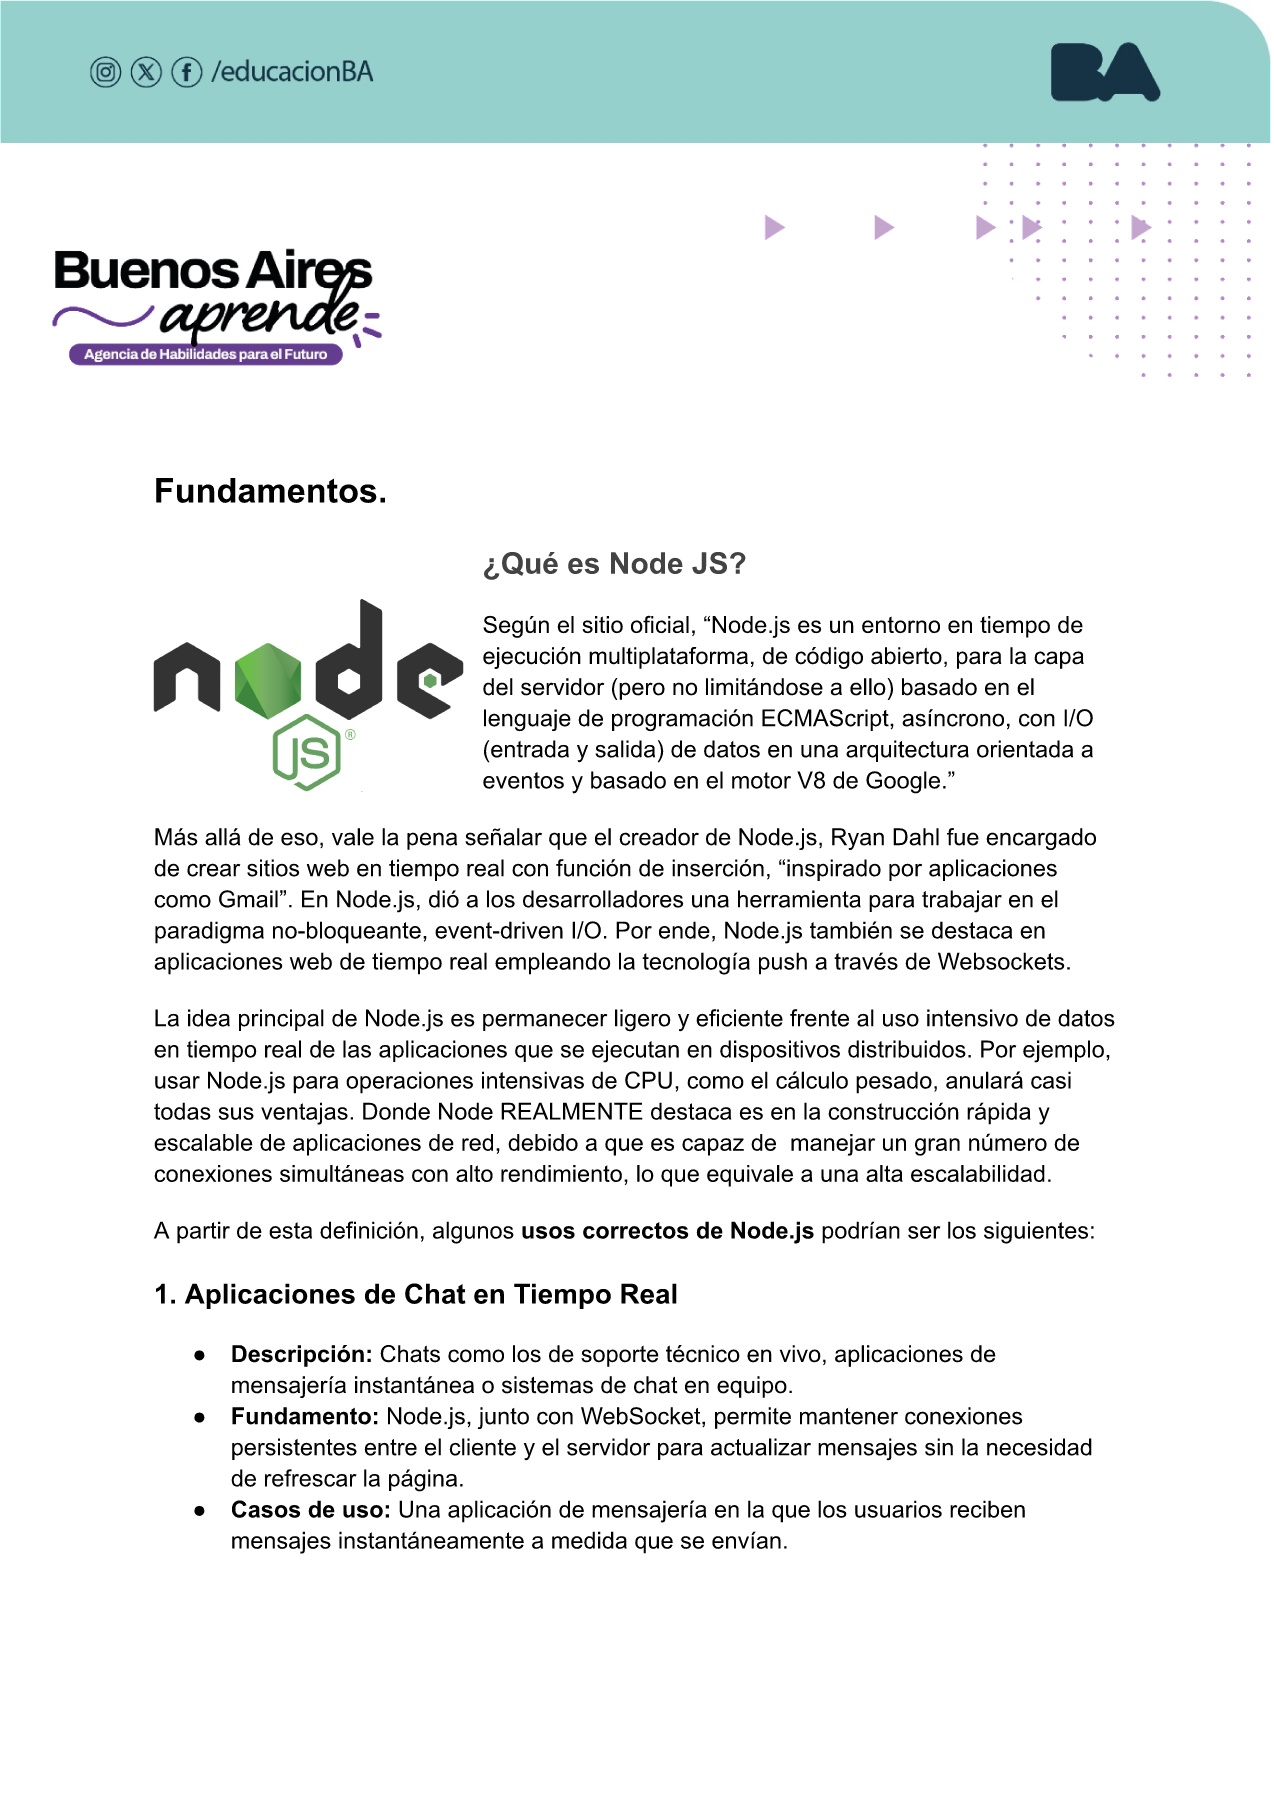 /educacionBA
BA
Buenos Aires
aprende
Agencia de Habilidades para el Futuro
Fundamentos.
¿Qué es Node JS?
node
JS®
Según el sitio oficial, “Node.js es un entorno en tiempo de
ejecución multiplataforma, de código abierto, para la capa
del servidor (pero no limitándose a ello) basado en el
lenguaje de programación ECMAScript, asíncrono, con I/O
(entrada y salida) de datos en una arquitectura orientada a
eventos y basado en el motor V8 de Google.”
Más allá de eso, vale la pena señalar que el creador de Node.js, Ryan Dahl fue encargado
de crear sitios web en tiempo real con función de inserción, “inspirado por aplicaciones
como Gmail”. En Node.js, dió a los desarrolladores una herramienta para trabajar en el
paradigma no-bloqueante, event-driven I/O. Por ende, Node.js también se destaca en
aplicaciones web de tiempo real empleando la tecnología push a través de Websockets.
La idea principal de Node.js es permanecer ligero y eficiente frente al uso intensivo de datos
en tiempo real de las aplicaciones que se ejecutan en dispositivos distribuidos. Por ejemplo,
usar Node.js para operaciones intensivas de CPU, como el cálculo pesado, anulará casi
todas sus ventajas. Donde Node REALMENTE destaca es en la construcción rápida y
escalable de aplicaciones de red, debido a que es capaz de  manejar un gran número de
conexiones simultáneas con alto rendimiento, lo que equivale a una alta escalabilidad.
A partir de esta definición, algunos usos correctos de Node.js podrían ser los siguientes:
1. Aplicaciones de Chat en Tiempo Real
● Descripción: Chats como los de soporte técnico en vivo, aplicaciones de
mensajería instantánea o sistemas de chat en equipo.
● Fundamento: Node.js, junto con WebSocket, permite mantener conexiones
persistentes entre el cliente y el servidor para actualizar mensajes sin la necesidad
de refrescar la página.
● Casos de uso: Una aplicación de mensajería en la que los usuarios reciben
mensajes instantáneamente a medida que se envían.